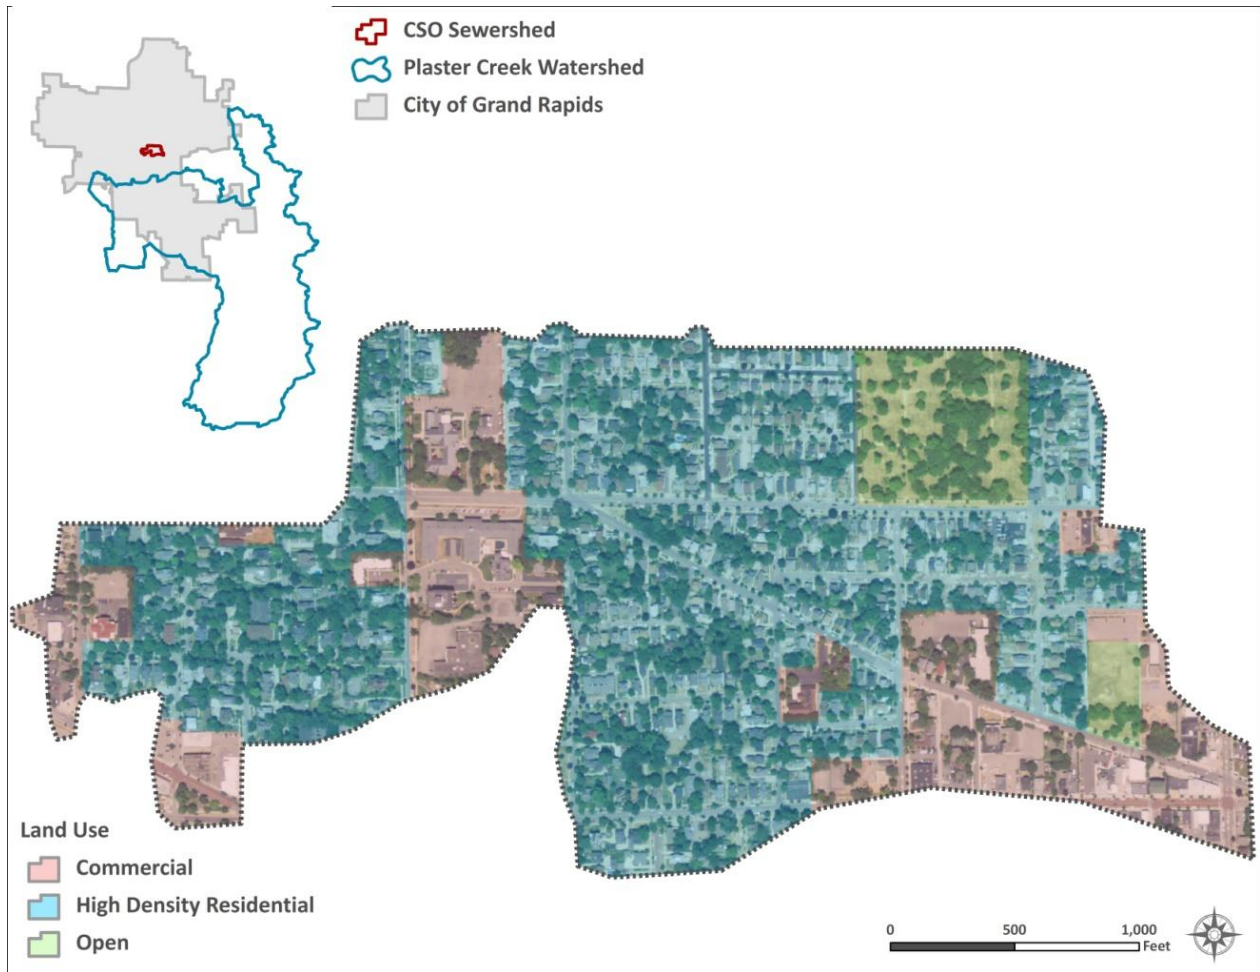 CSO Sewershed
Plaster Creek Watershed
City of Grand Rapids
Land Use
Commercial
High Density Residential
Open
0 500 1,000
Feet